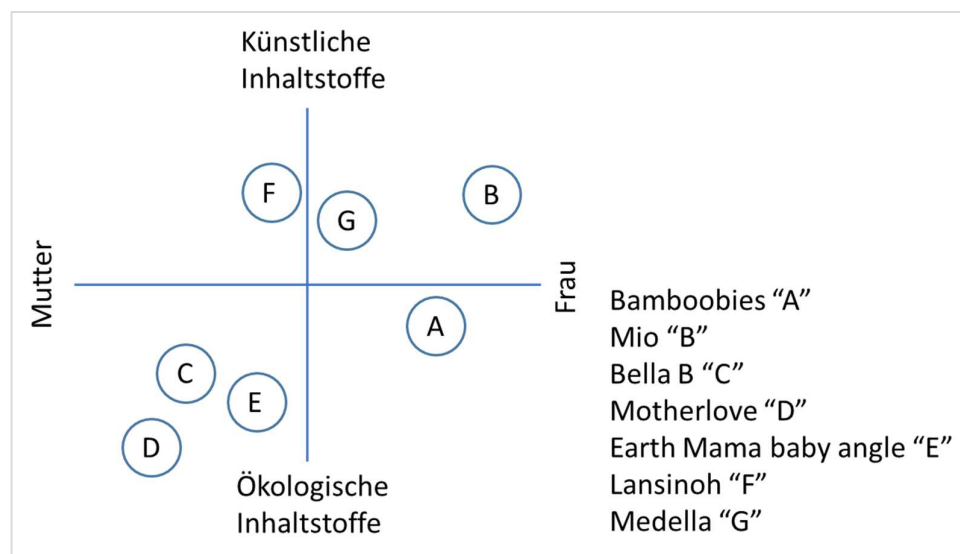 Künstliche
Inhaltstoffe
F
B
G
Mutter
Frau
A
C
E
D
Ökologische
Inhaltstoffe
Bamboobies “A”
Mio “B”
Bella B “C”
Motherlove “D”
Earth Mama baby angle “E”
Lansinoh “F”
Medella “G”